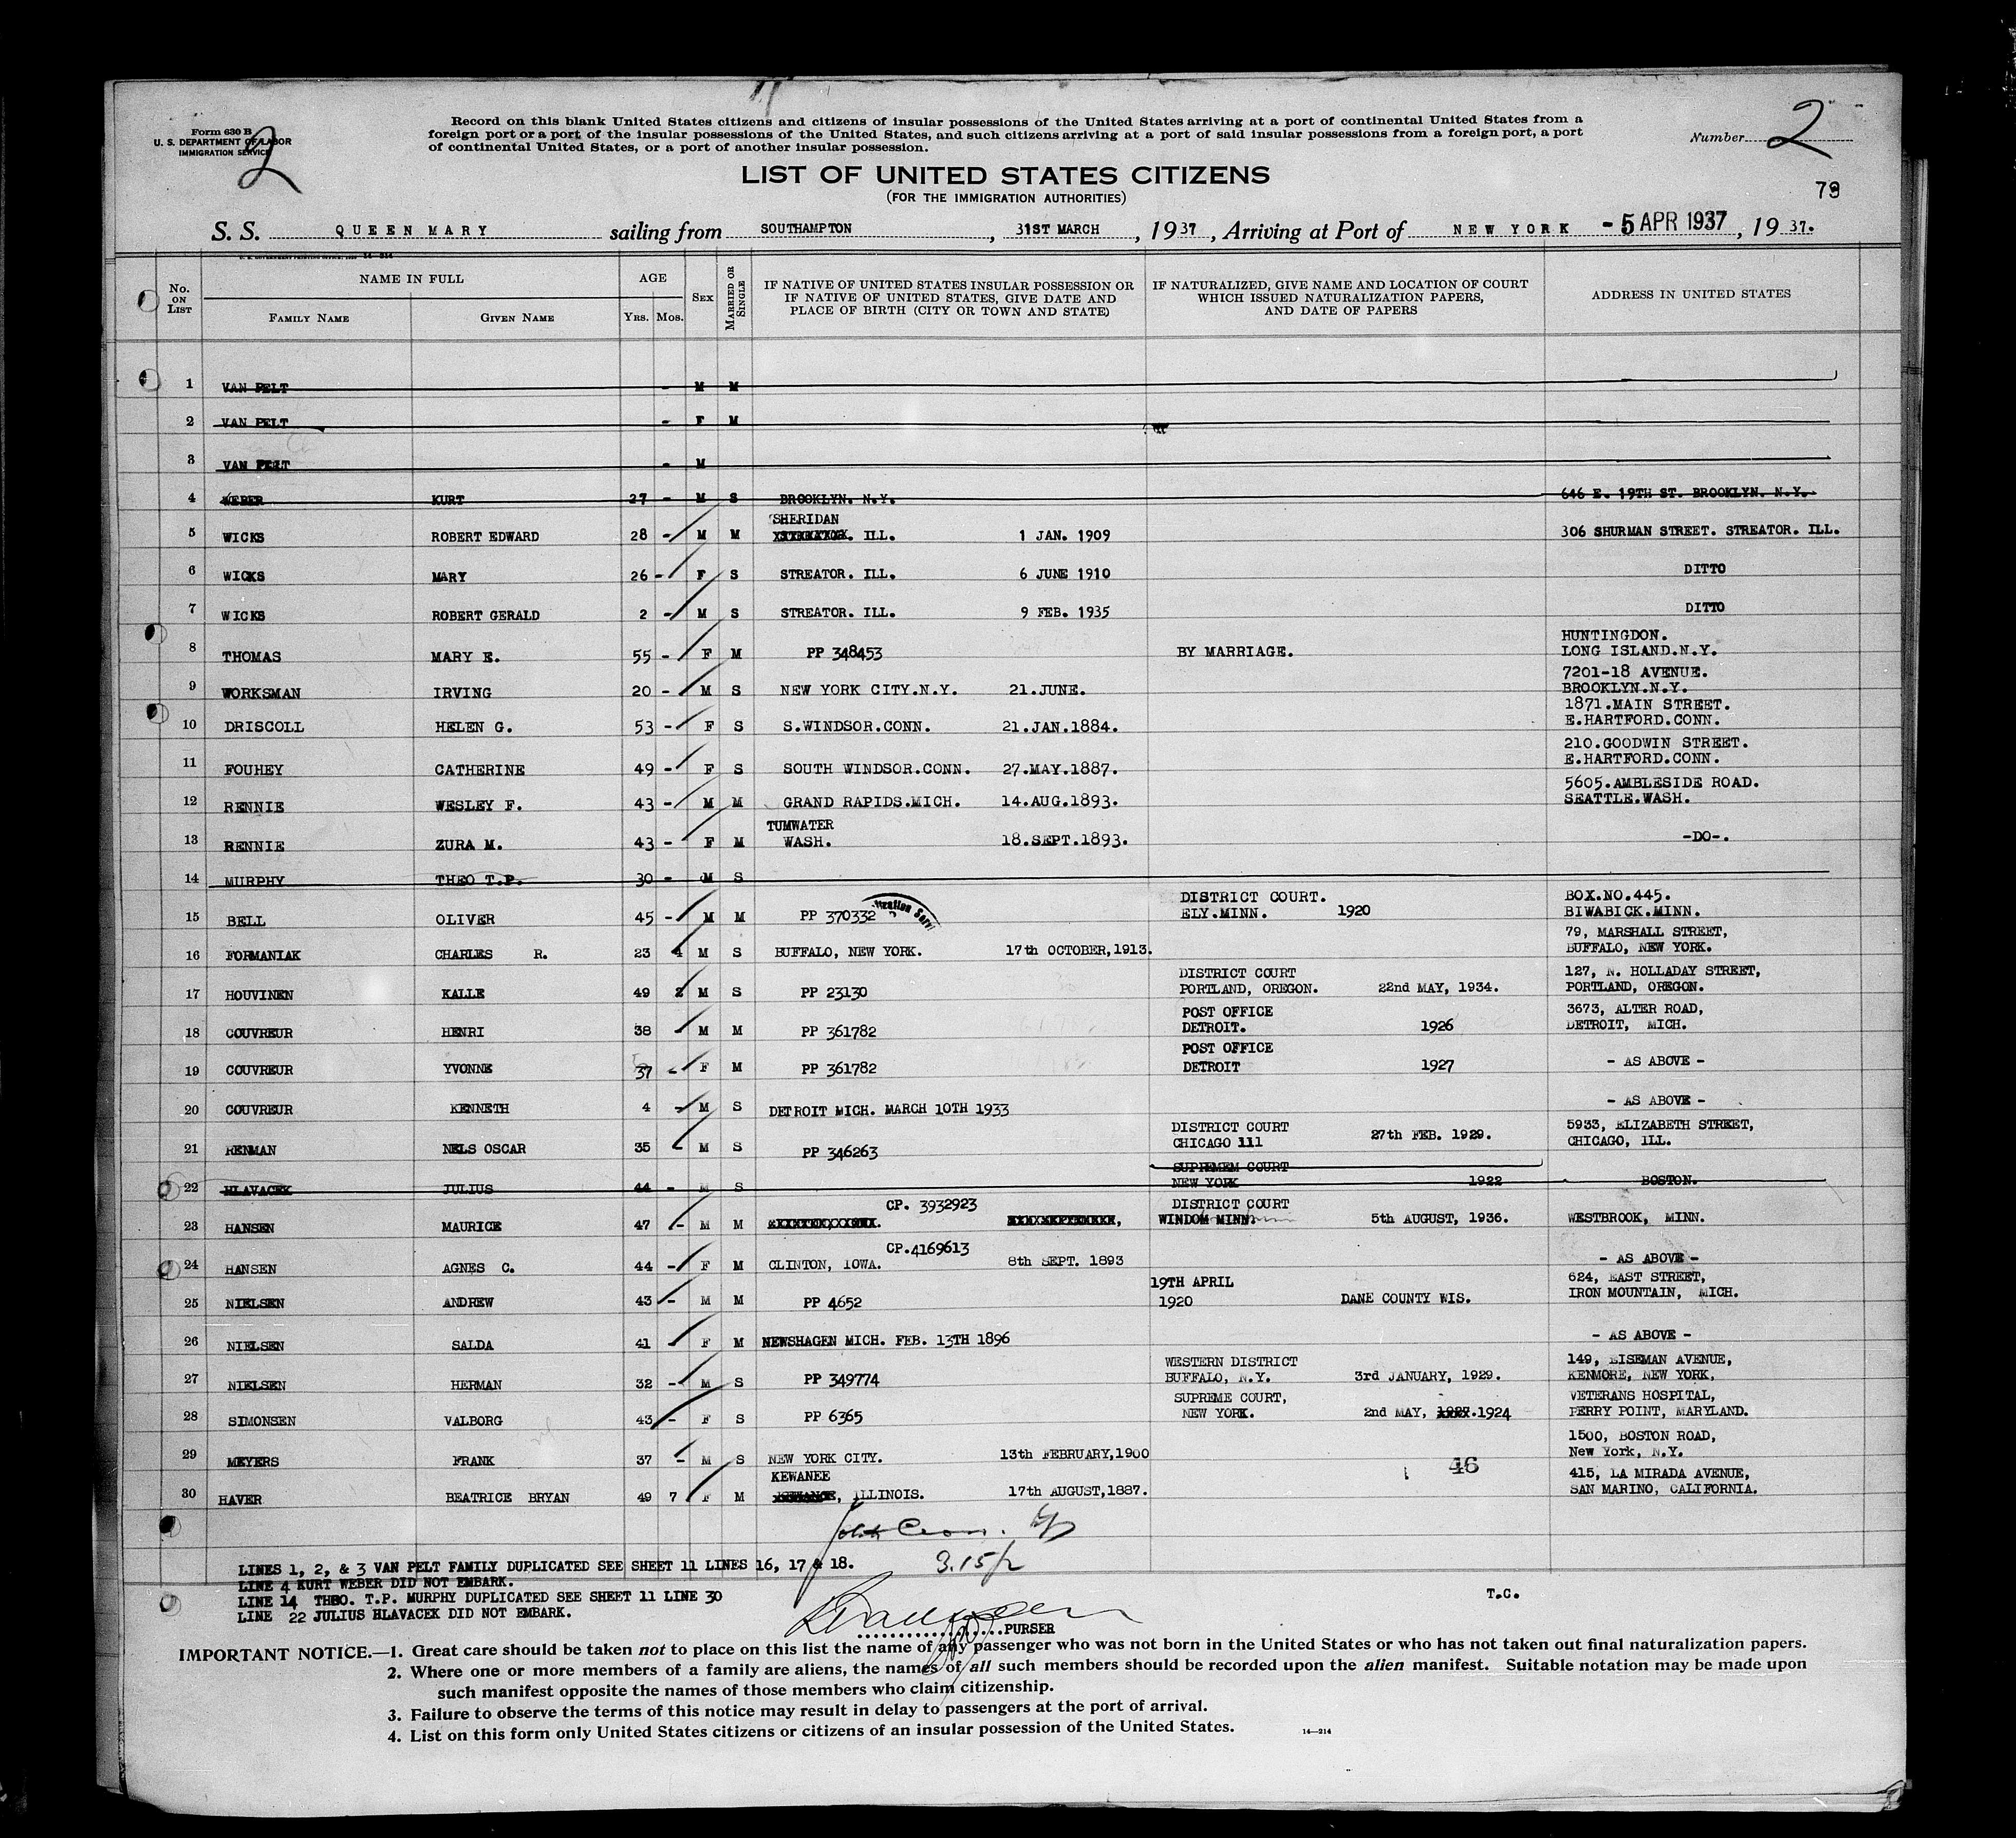 Form 630 B
U. S. DEPARTMENT OF LABOR
IMMIGRATION SERVICE
2
Record on this blank United States citizens and citizens of insular possessions of the United States arriving at a port of continental United States from a
foreign port or a port of the insular possessions of the United States, and such citizens arriving at a port of said insular possessions from a foreign port, a port
of continental United States, or a port of another insular possession.
Number 2
LIST OF UNITED STATES CITIZENS
(FOR THE IMMIGRATION AUTHORITIES)
S. S. QUEEN MARY sailing from SOUTHAMPTON, 31ST MARCH, 1937, Arriving at Port of NEW YORK -5 APR 1937, 1937.
No. ON LIST NAME IN FULL AGE SEX MARRIED OR SINGLE IF NATIVE OF UNITED STATES INSULAR POSSESSION OR IF NATIVE OF UNITED STATES, GIVE DATE AND PLACE OF BIRTH (CITY OR TOWN AND STATE) IF NATURALIZED, GIVE NAME AND LOCATION OF COURT WHICH ISSUED NATURALIZATION PAPERS, AND DATE OF PAPERS ADDRESS IN UNITED STATES
FAMILY NAME GIVEN NAME YRS. MOS.
1 VAN PELT - M M
2 VAN PELT - F M
3 VAN PELT - M
4 WEBER KURT 27 - M S BROOKLYN. N.Y. 646 E. 19TH ST. BROOKLYN. N.Y.
SHERIDAN
5 WICKS ROBERT EDWARD 28 - M M ILL. 1 JAN. 1909 306 SHURMAN STREET. STREATOR. ILL.
6 WICKS MARY 26 - F S STREATOR. ILL. 6 JUNE 1910 DITTO
7 WICKS ROBERT GERALD 2 - M S STREATOR. ILL. 9 FEB. 1935 DITTO
HUNTINGDON.
8 THOMAS MARY E. 55 - F M PP 348453 BY MARRIAGE. LONG ISLAND.N.Y.
7201-18 AVENUE.
9 WORKSMAN IRVING 20 - M S NEW YORK CITY.N.Y. 21.JUNE. BROOKLYN.N.Y.
1871.MAIN STREET.
10 DRISCOLL HELEN G. 53 - F S S.WINDSOR.CONN. 21.JAN.1884. E.HARTFORD.CONN.
210.GOODWIN STREET.
11 FOUHEY CATHERINE 49 - F S SOUTH WINDSOR.CONN. 27.MAY.1887. E.HARTFORD.CONN.
5605.AMBLESIDE ROAD.
12 RENNIE WESLEY F. 43 - M M GRAND RAPIDS.MICH. 14.AUG.1893. SEATTLE.WASH.
TUMWATER
13 RENNIE ZURA M. 43 - F M WASH. 18.SEPT.1893. -DO-.
14 MURPHY THEO T.P. 30 - M S
DISTRICT COURT. BOX.NO.445.
15 BELL OLIVER 45 - M M PP 370332 ELY.MINN. 1920 BIWABICK.MINN.
79, MARSHALL STREET,
16 FORMANIAK CHARLES R. 23 4 M S BUFFALO, NEW YORK. 17th OCTOBER,1913. BUFFALO, NEW YORK.
DISTRICT COURT 127, N. HOLLADAY STREET,
17 HOUVINEN KALLE 49 2 M S PP 23130 PORTLAND, OREGON. 22nd MAY, 1934. PORTLAND, OREGON.
POST OFFICE 3673, ALTER ROAD,
18 COUVREUR HENRI 38 - M M PP 361782 DETROIT. 1926 DETROIT, MICH.
POST OFFICE
19 COUVREUR YVONNE 37 - F M PP 361782 DETROIT 1927 - AS ABOVE -
20 COUVREUR KENNETH 4 - M S DETROIT MICH. MARCH 10TH 1933 - AS ABOVE -
DISTRICT COURT 5933, ELIZABETH STREET,
21 HENMAN NELS OSCAR 35 - M S PP 346263 CHICAGO 111 27th FEB. 1929. CHICAGO, ILL.
SUPREMEM COURT
22 HLAVACEK JULIUS 44 - M S NEW YORK 1922 BOSTON.
CP. 3932923 DISTRICT COURT
23 HANSEN MAURICE 47 - M M WINDOM MINN. 5th AUGUST, 1936. WESTBROOK, MINN.
CP.4169613
24 HANSEN AGNES C. 44 - F M CLINTON, IOWA. 8th SEPT. 1893 - AS ABOVE -
19TH APRIL 624, EAST STREET,
25 NIELSEN ANDREW 43 - M M PP 4652 1920 DANE COUNTY WIS. IRON MOUNTAIN, MICH.
26 NIELSEN SALDA 41 - F M NEWSHAGEN MICH. FEB. 13TH 1896 - AS ABOVE -
WESTERN DISTRICT 149, EISEMAN AVENUE,
27 NIELSEN HERMAN 32 - M S PP 349774 BUFFALO, N.Y. 3rd JANUARY, 1929. KENMORE, NEW YORK,
SUPREME COURT, VETERANS HOSPITAL,
28 SIMONSEN VALBORG 43 - F S PP 6365 NEW YORK. 2nd MAY, 1924 PERRY POINT, MARYLAND.
1500, BOSTON ROAD,
29 MEYERS FRANK 37 - M S NEW YORK CITY. 13th FEBRUARY,1900 New York, N.Y.
KEWANEE 46 415, LA MIRADA AVENUE,
30 HAVER BEATRICE BRYAN 49 7 F M ILLINOIS. 17th AUGUST,1887. SAN MARINO, CALIFORNIA.
LINES 1, 2, & 3 VAN PELT FAMILY DUPLICATED SEE SHEET 11 LINES 16, 17 & 18.
LINE 4 KURT WEBER DID NOT EMBARK.
LINE 14 THEO. T.P. MURPHY DUPLICATED SEE SHEET 11 LINE 30
LINE 22 JULIUS HLAVACEK DID NOT EMBARK.
T.C.
PURSER
IMPORTANT NOTICE.—1. Great care should be taken not to place on this list the name of any passenger who was not born in the United States or who has not taken out final naturalization papers.
2. Where one or more members of a family are aliens, the names of all such members should be recorded upon the alien manifest. Suitable notation may be made upon
such manifest opposite the names of those members who claim citizenship.
3. Failure to observe the terms of this notice may result in delay to passengers at the port of arrival.
4. List on this form only United States citizens or citizens of an insular possession of the United States.
14—214